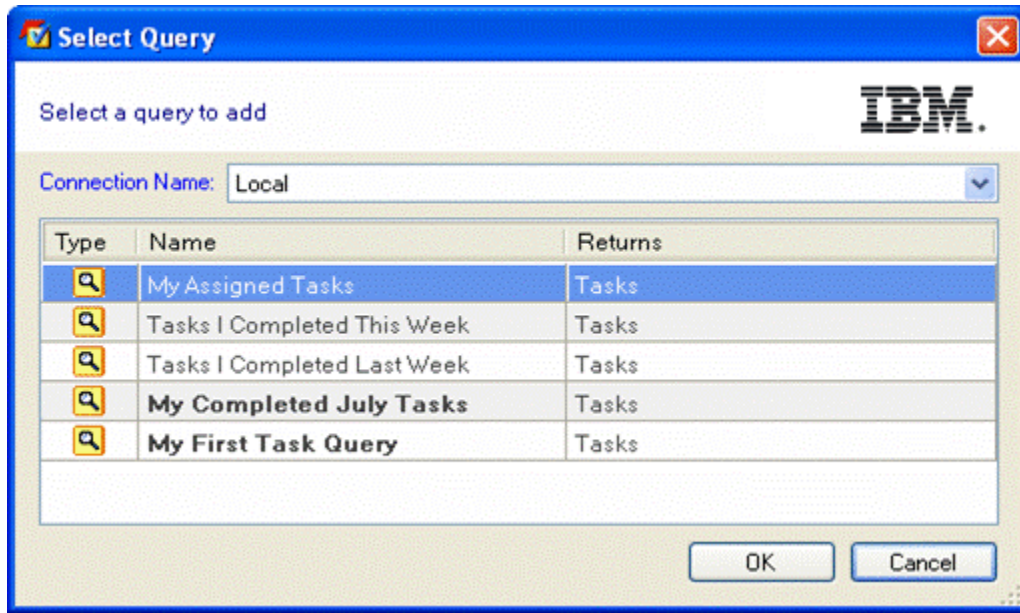 Select Query
Select a query to add
IBM.
Connection Name: Local
Type Name Returns
My Assigned Tasks Tasks
Tasks I Completed This Week Tasks
Tasks I Completed Last Week Tasks
My Completed July Tasks Tasks
My First Task Query Tasks
OK Cancel